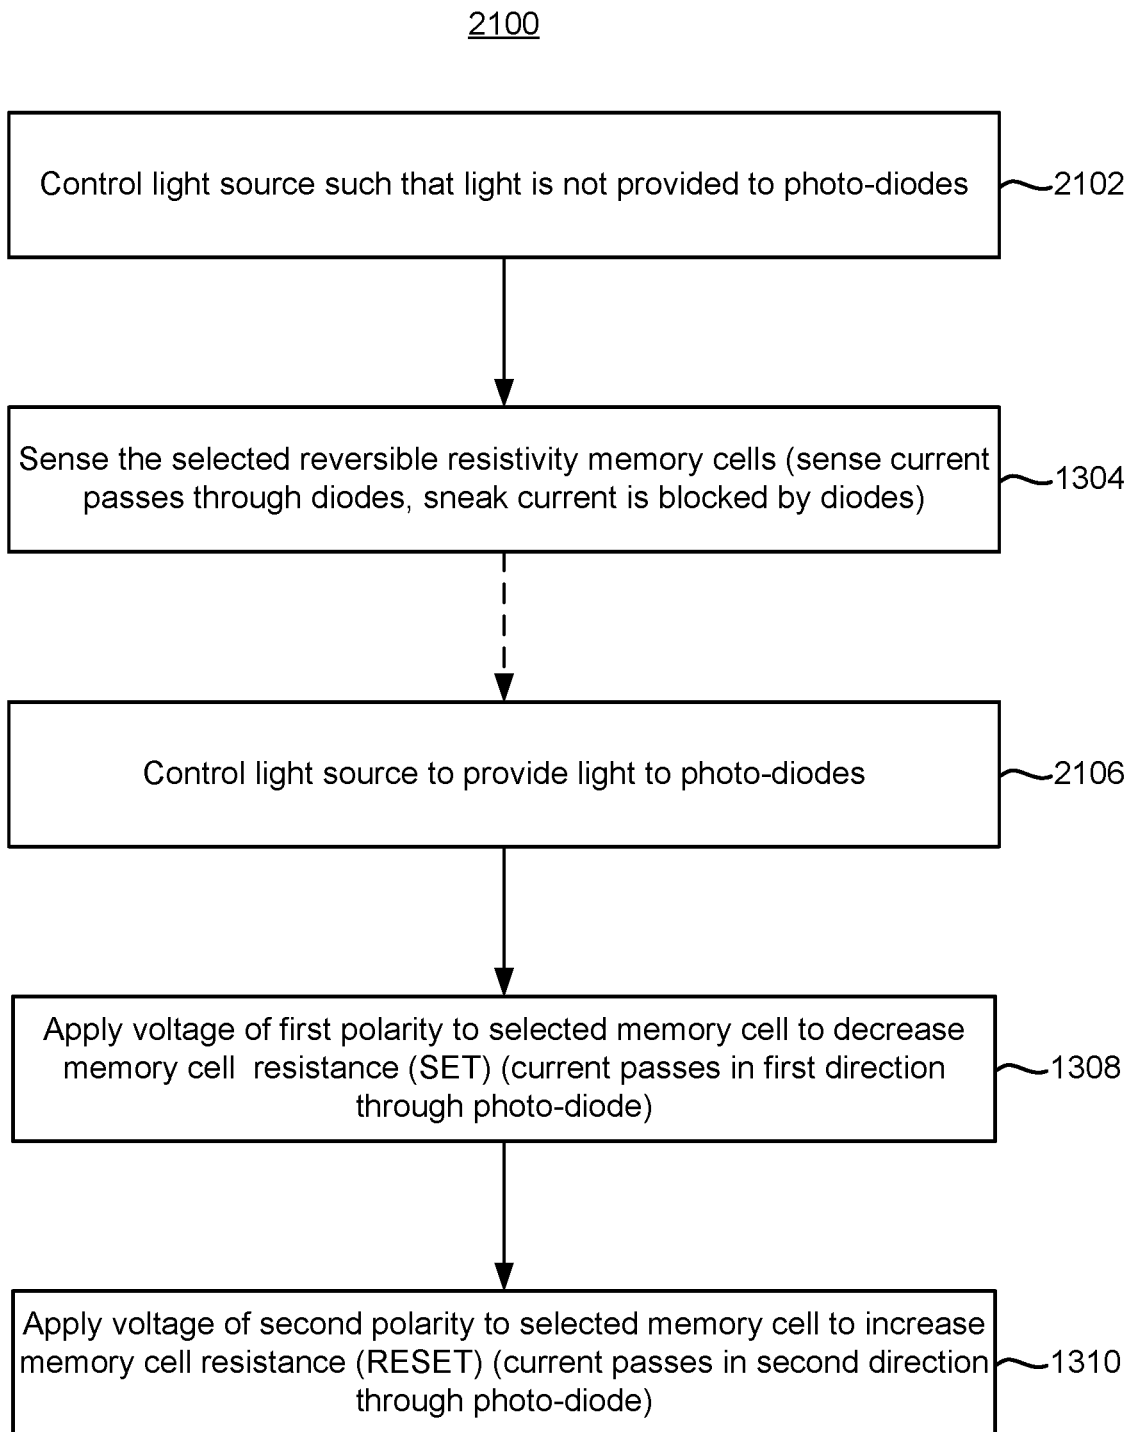 2100
Control light source such that light is not provided to photo-diodes
2102
Sense the selected reversible resistivity memory cells (sense current
passes through diodes, sneak current is blocked by diodes)
1304
Control light source to provide light to photo-diodes
2106
Apply voltage of first polarity to selected memory cell to decrease
memory cell  resistance (SET) (current passes in first direction
through photo-diode)
1308
Apply voltage of second polarity to selected memory cell to increase
memory cell resistance (RESET) (current passes in second direction
through photo-diode)
1310